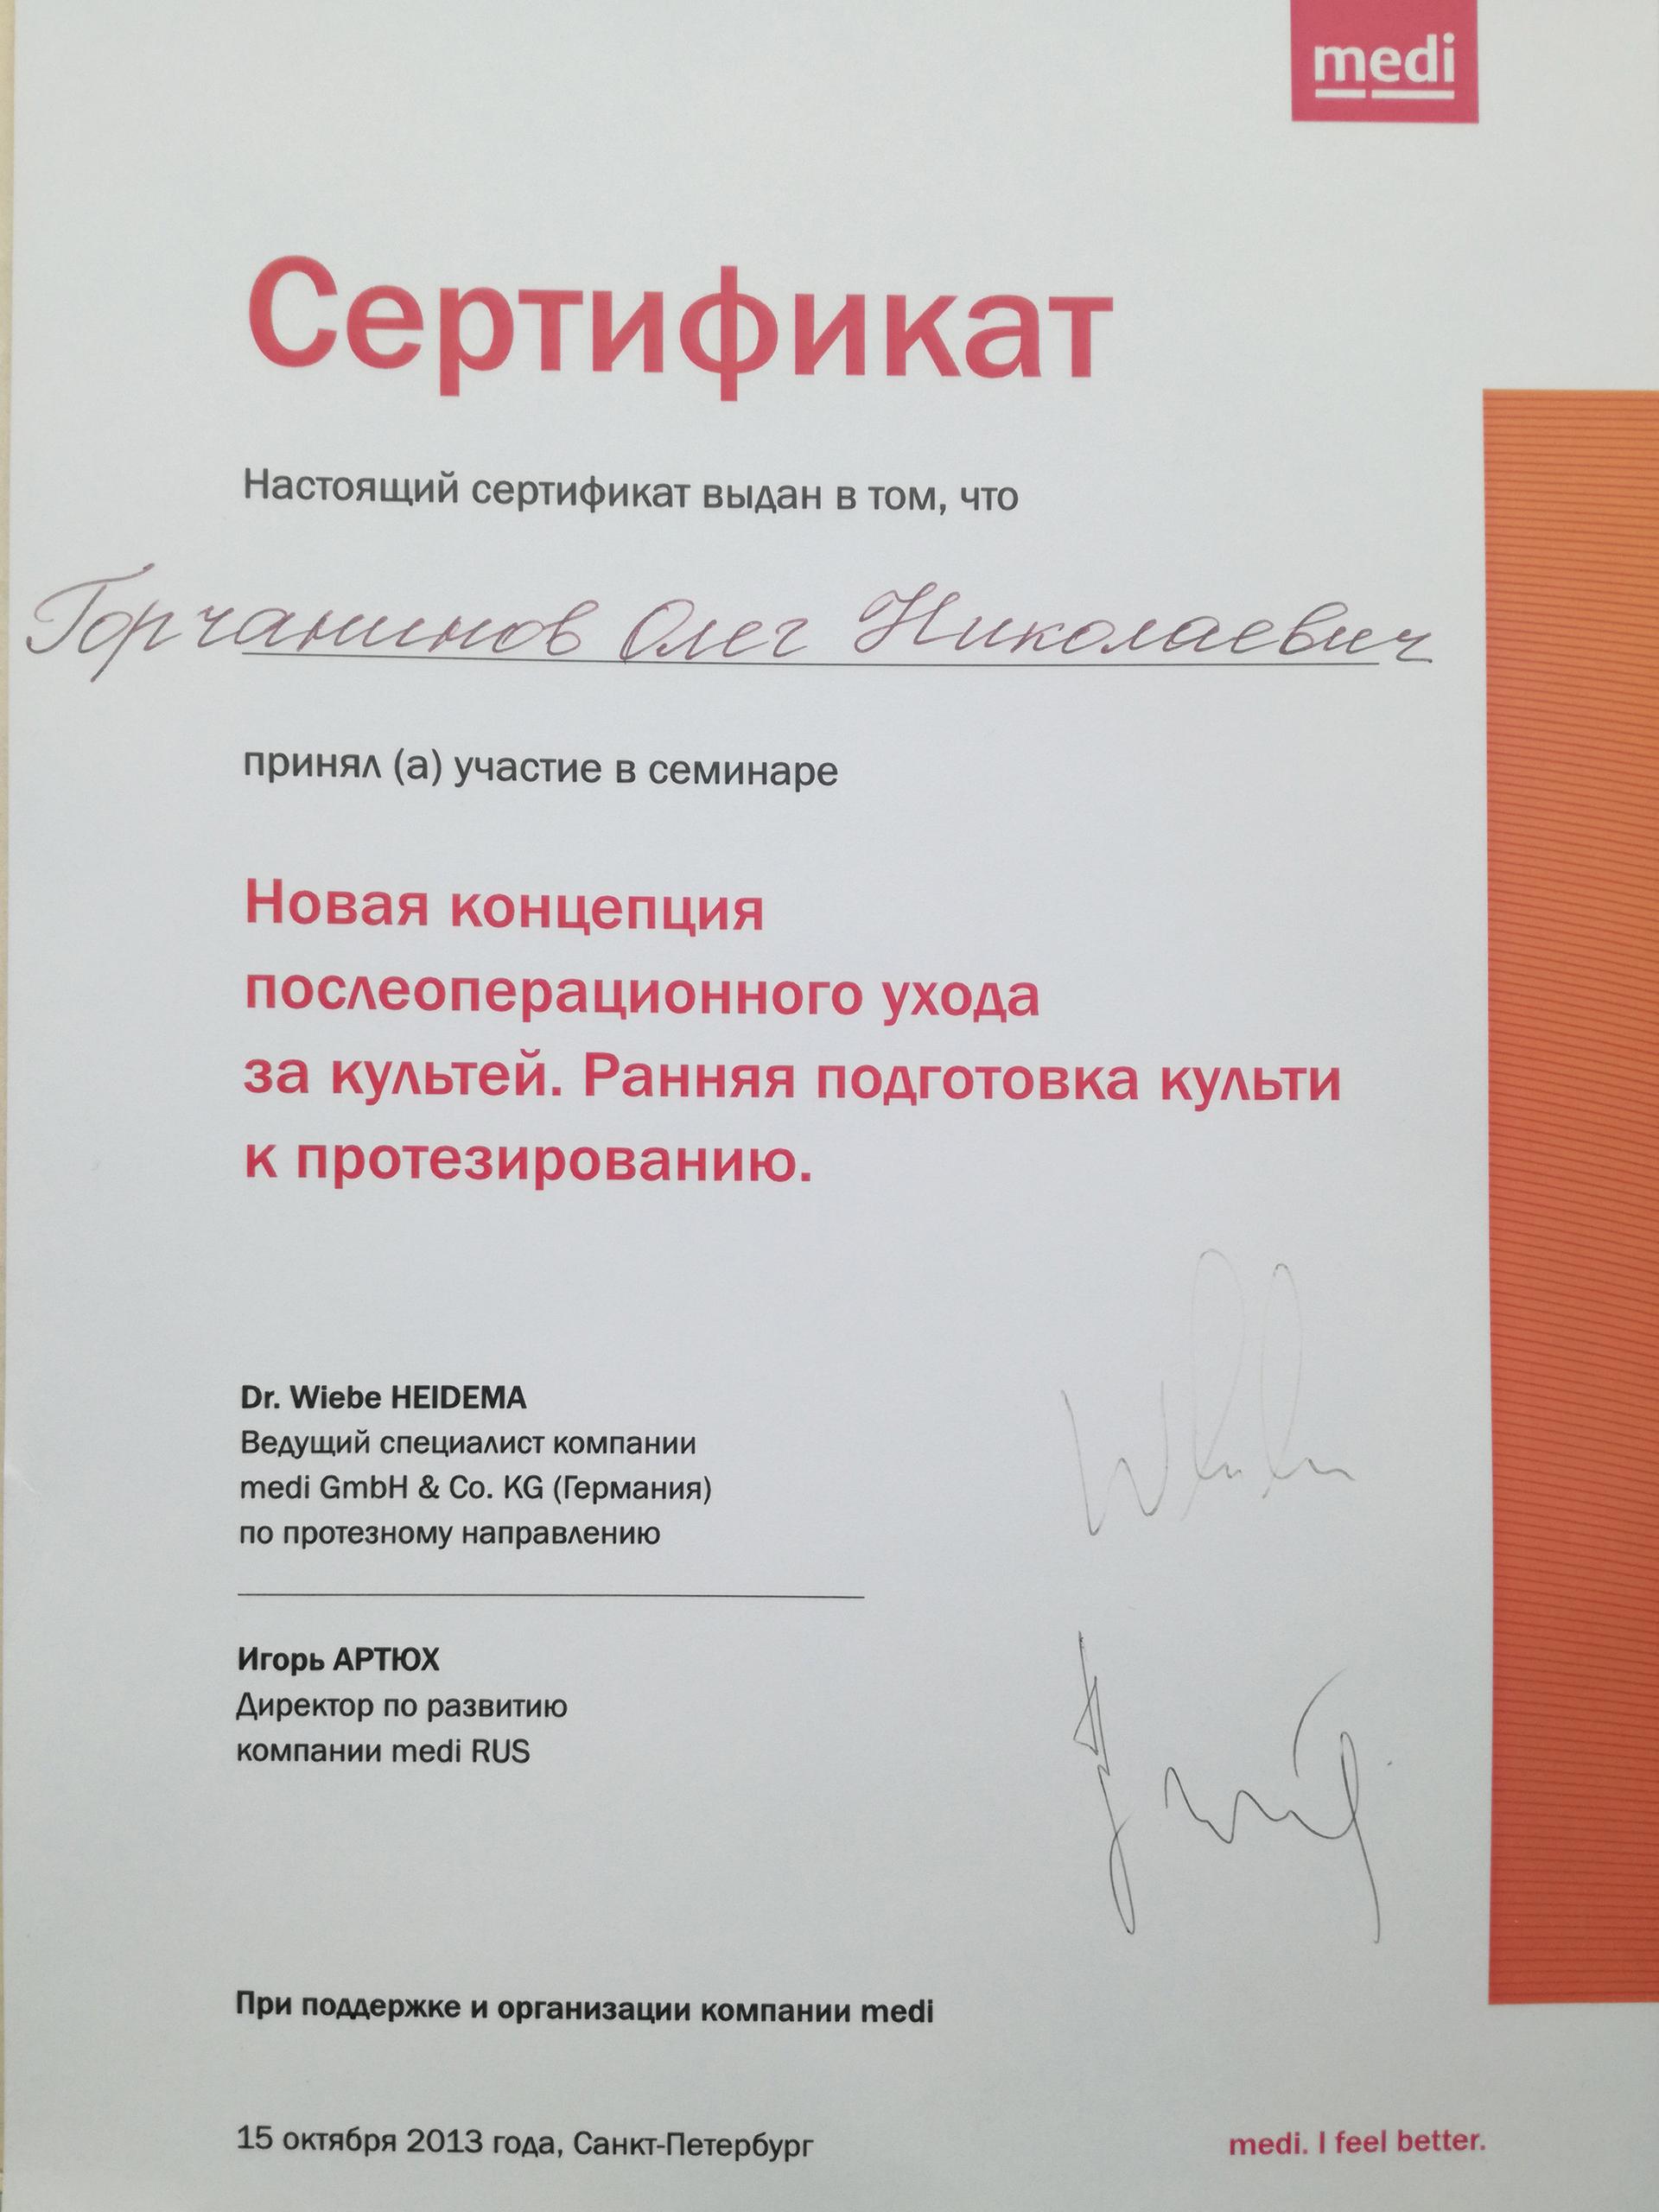 medi
Сертификат
Настоящий сертификат выдан в том, что
Горчанинов Олег Николаевич
принял (а) участие в семинаре
Новая концепция
послеоперационного ухода
за культей. Ранняя подготовка культи
к протезированию.
Dr. Wiebe HEIDEMA
Ведущий специалист компании
medi GmbH & Co. KG (Германия)
по протезному направлению
Игорь АРТЮХ
Директор по развитию
компании medi RUS
При поддержке и организации компании medi
15 октября 2013 года, Санкт-Петербург
medi. I feel better.